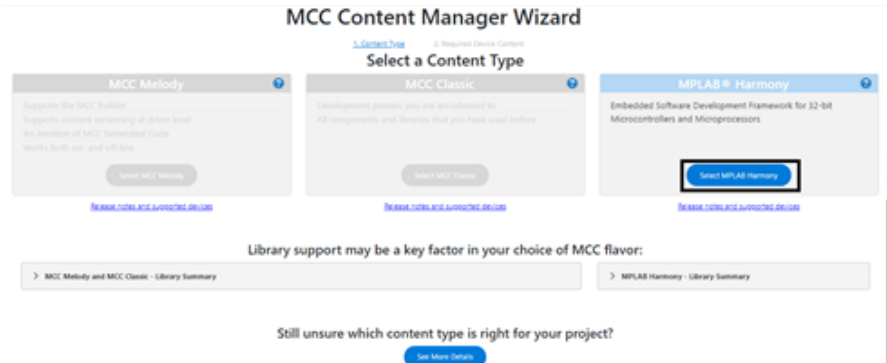 MCC Content Manager Wizard
1. Content Type 2. Required Device Content
Select a Content Type
MCC Melody
Supports the MCC Builder
Supports content versioning at driver level
An iteration of MCC Generated Code
Works both on- and off-line
Select MCC Melody
Release notes and supported devices
MCC Classic
Development process you are accustomed to
All components and libraries that you have used before
Select MCC Classic
Release notes and supported devices
MPLAB® Harmony
Embedded Software Development Framework for 32-bit
Microcontrollers and Microprocessors
Select MPLAB Harmony
Release notes and supported devices
Library support may be a key factor in your choice of MCC flavor:
MCC Melody and MCC Classic - Library Summary
MPLAB Harmony - Library Summary
Still unsure which content type is right for your project?
See More Details